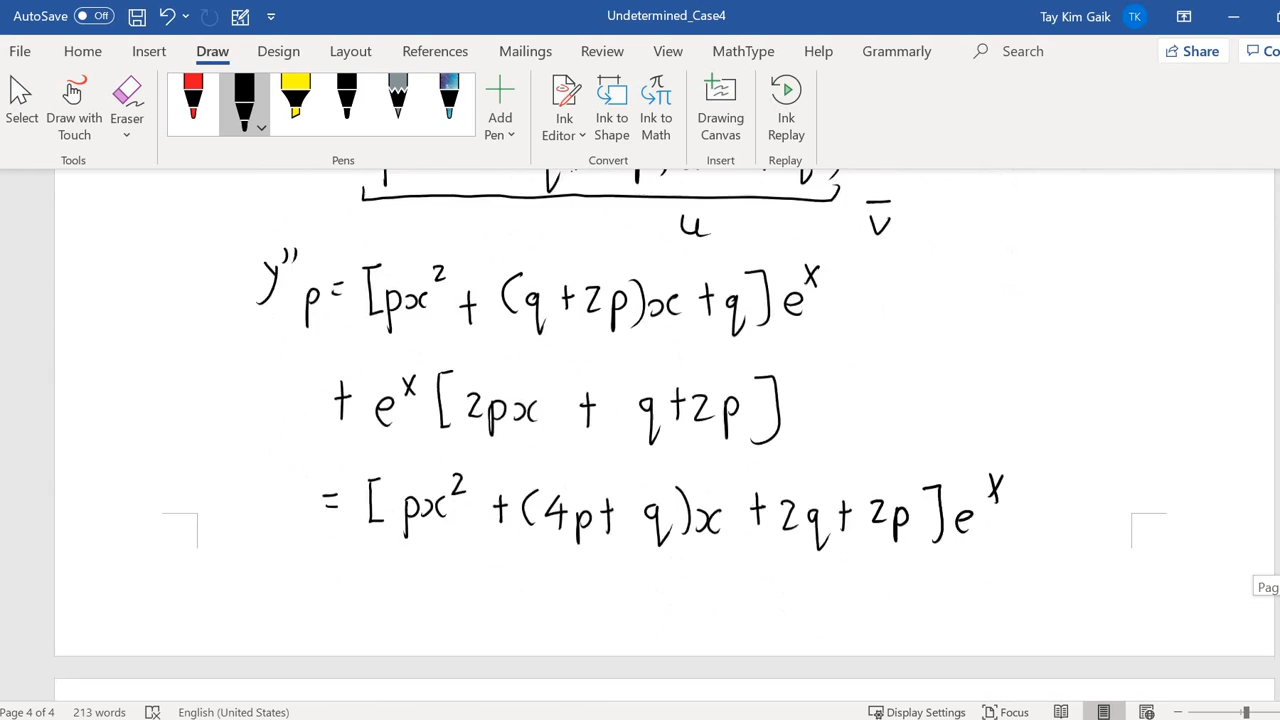 AutoSave Off Undetermined_Case4 Tay Kim Gaik TK
File Home Insert Draw Design Layout References Mailings Review View MathType Help Grammarly Search Share Co
Select Draw with Touch Eraser Add Pen Ink Editor Ink to Shape Ink to Math Drawing Canvas Ink Replay
Tools Pens Convert Insert Replay
u v̅
y''p = [px² + (q+2p)x + q]eˣ
+ eˣ[2px + q+2p]
= [px² + (4p+q)x + 2q + 2p]eˣ
Pag
Page 4 of 4 213 words English (United States) Display Settings Focus